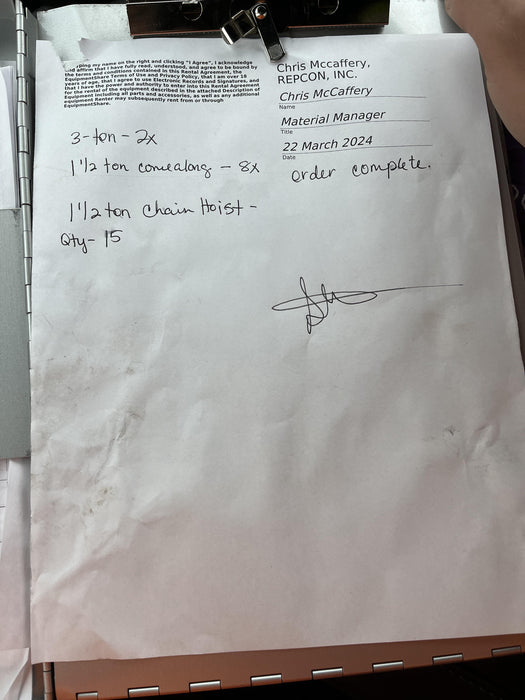 ping my name on the right and clicking "I Agree", I acknowledge
and affirm that I have fully read, understood, and agree to be bound by
the terms and conditions contained in this Rental Agreement, the
EquipmentShare Terms of Use and Privacy Policy, that I am over 18
years of age, that I agree to use Electronic Records and Signatures, and
that I have the power and authority to enter into this Rental Agreement
for the rental of the equipment described in the attached Description of
Equipment including all parts and accessories, as well as any additional
equipment Renter may subsequently rent from or through
EquipmentShare.
Chris Mccaffery,
REPCON, INC.
Chris McCaffery
Name
Material Manager
Title
22 March 2024
Date
order complete.
3-ton - 2x
1 1/2 ton comealong - 8x
1 1/2 ton Chain Hoist -
Qty- 15